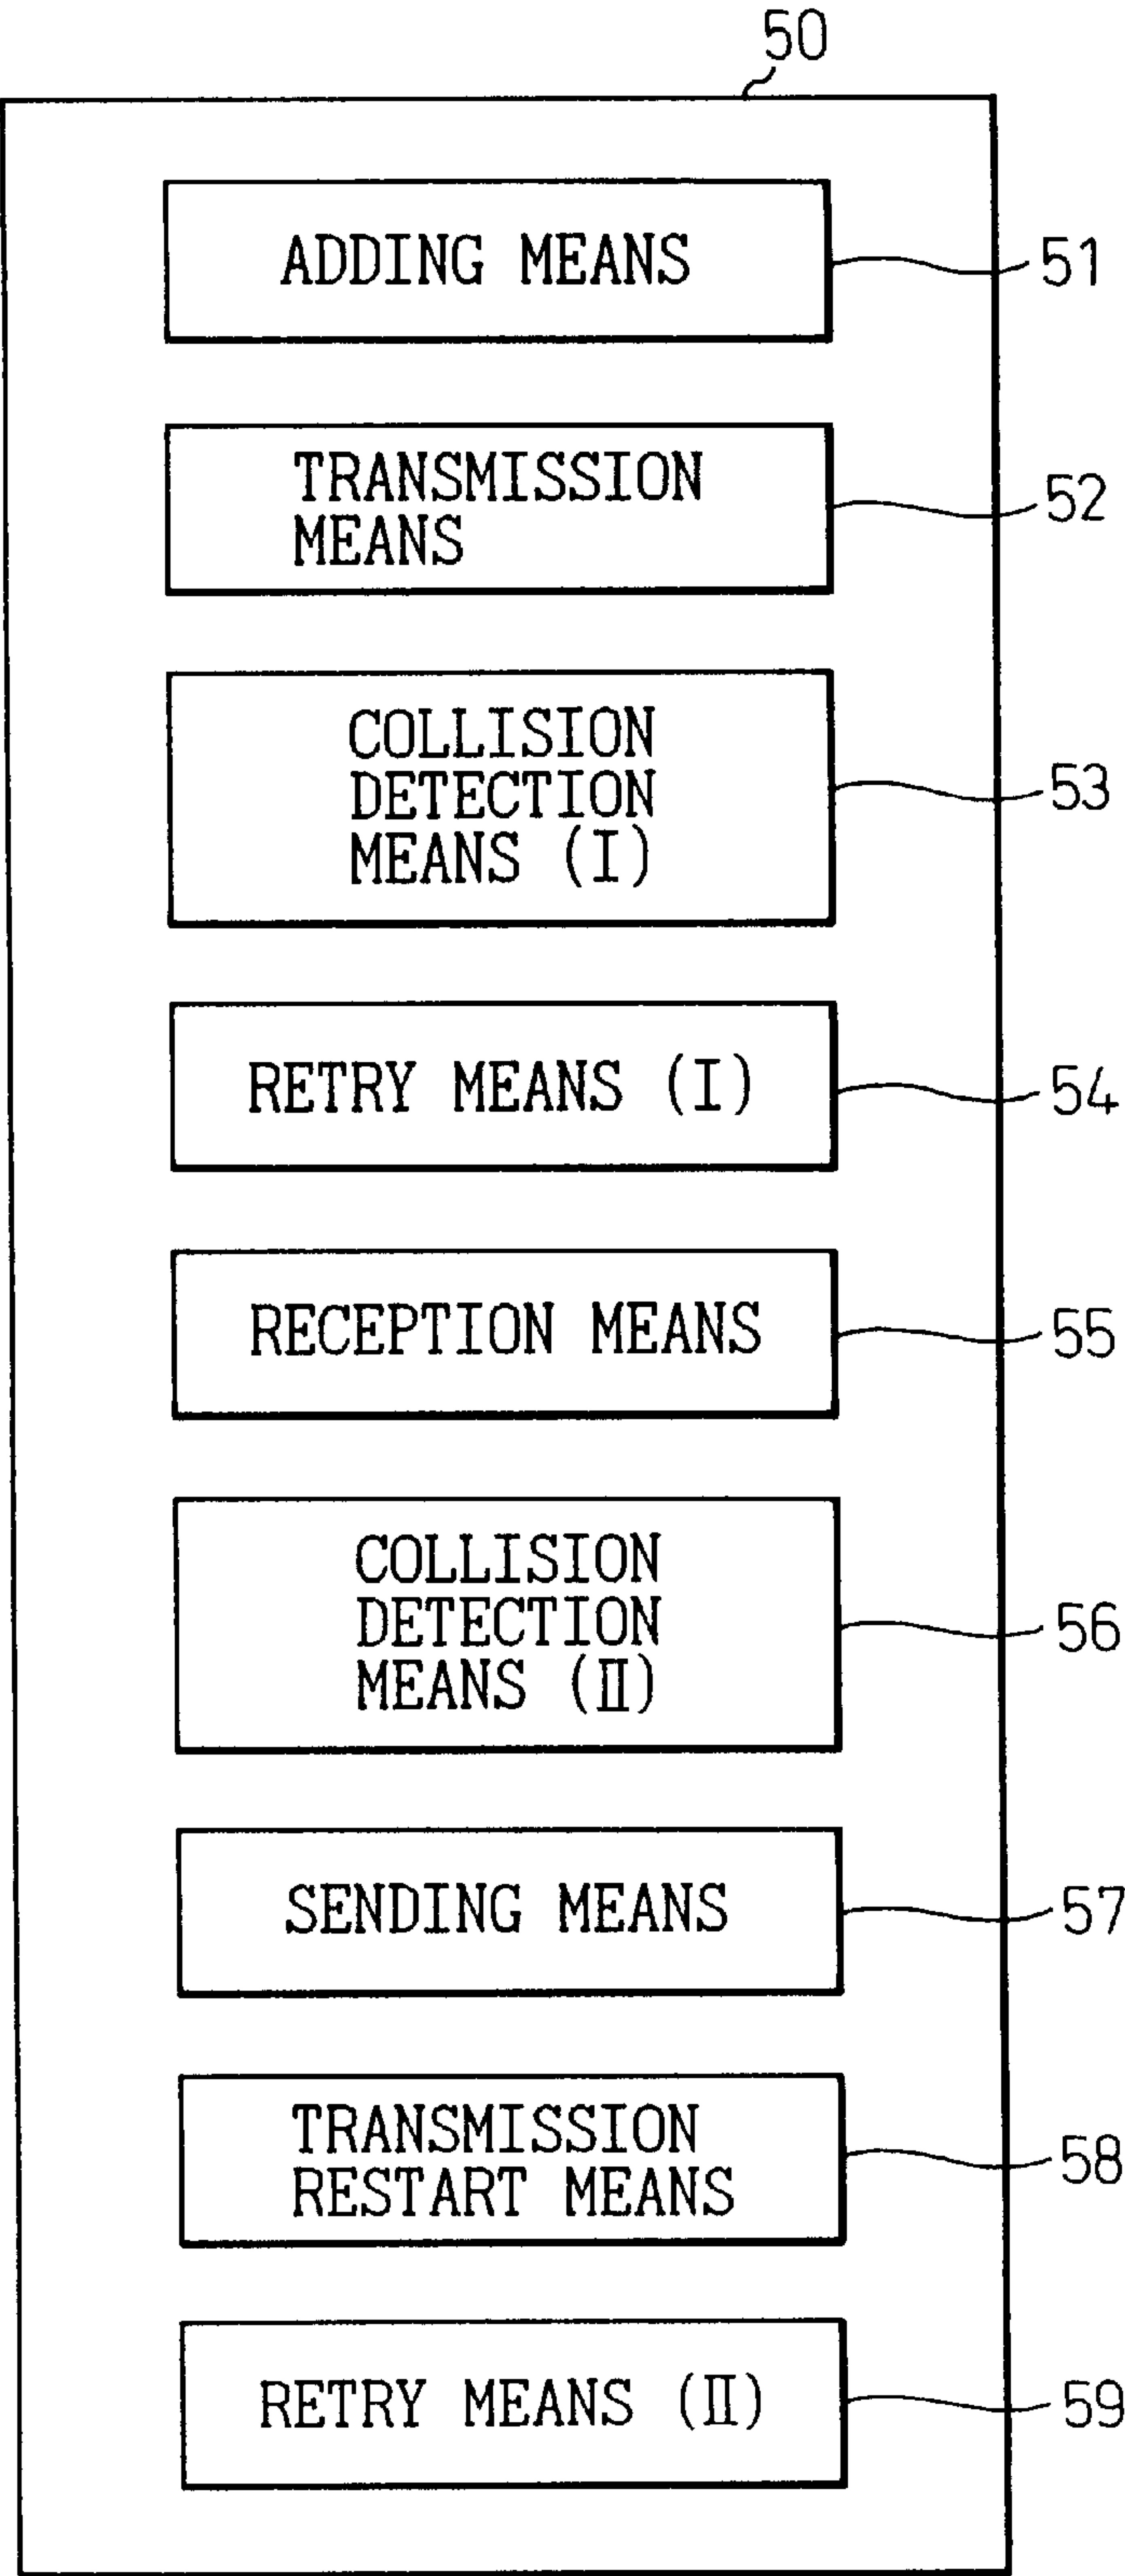 50
ADDING MEANS
51
TRANSMISSION
MEANS
52
COLLISION
DETECTION
MEANS (I)
53
RETRY MEANS (I)
54
RECEPTION MEANS
55
COLLISION
DETECTION
MEANS (II)
56
SENDING MEANS
57
TRANSMISSION
RESTART MEANS
58
RETRY MEANS (II)
59